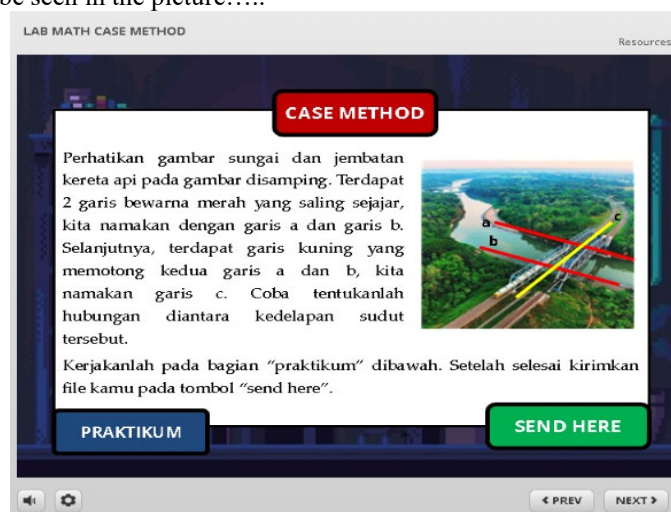 be seen in the picture…..
LAB MATH CASE METHOD
Resources
CASE METHOD
Perhatikan gambar sungai dan jembatan
kereta api pada gambar disamping. Terdapat
2 garis bewarna merah yang saling sejajar,
kita namakan dengan garis a dan garis b.
Selanjutnya, terdapat garis kuning yang
memotong kedua garis a dan b, kita
namakan garis c. Coba tentukanlah
hubungan diantara kedelapan sudut
tersebut.
a
b
c
Kerjakanlah pada bagian “praktikum” dibawah. Setelah selesai kirimkan
file kamu pada tombol “send here”.
PRAKTIKUM
SEND HERE
PREV
NEXT